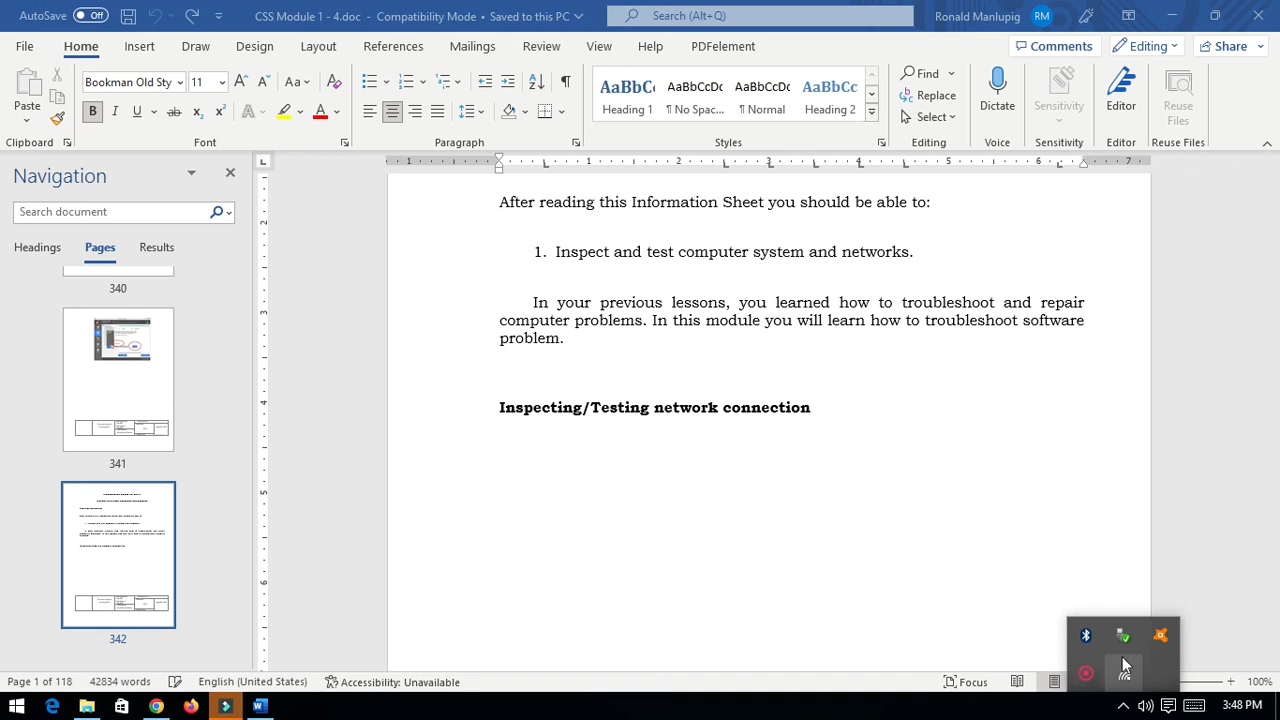 AutoSave Off CSS Module 1 - 4.doc - Compatibility Mode • Saved to this PC Search (Alt+Q) Ronald Manlupig RM
File Home Insert Draw Design Layout References Mailings Review View Help PDFelement Comments Editing Share
Paste Bookman Old Sty 11 Aa AaBbC AaBbCcDc AaBbCcDc AaBbCc Find Replace Select Dictate Sensitivity Editor Reuse Files
B I U ab x2 x2 A A Heading 1 ¶ No Spac... ¶ Normal Heading 2
Clipboard Font Paragraph Styles Editing Voice Sensitivity Editor Reuse Files
Navigation
Search document
Headings Pages Results
340
341
342
After reading this Information Sheet you should be able to:
1. Inspect and test computer system and networks.
In your previous lessons, you learned how to troubleshoot and repair
computer problems. In this module you will learn how to troubleshoot software
problem.
Inspecting/Testing network connection
Page 1 of 118 42834 words English (United States) Accessibility: Unavailable Focus 100%
3:48 PM